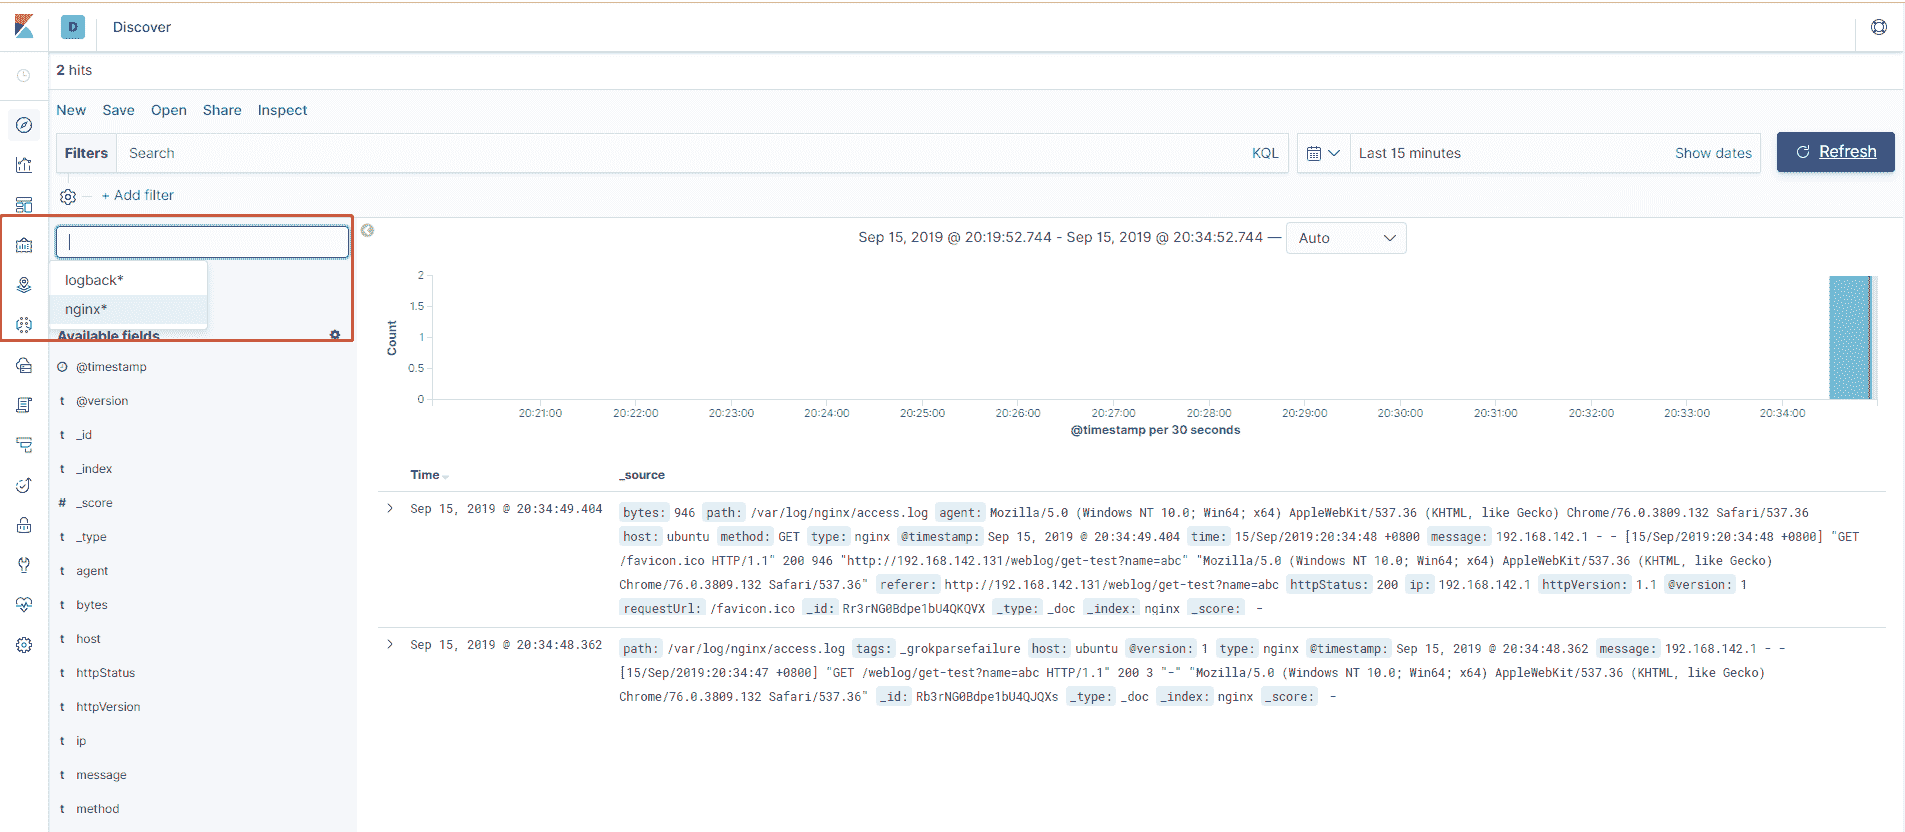 D Discover
2 hits
New Save Open Share Inspect
Filters Search KQL Last 15 minutes Show dates Refresh
+ Add filter
logback*
nginx*
Available fields
@timestamp
t @version
t _id
t _index
# _score
t _type
t agent
t bytes
t host
t httpStatus
t httpVersion
t ip
t message
t method
Sep 15, 2019 @ 20:19:52.744 - Sep 15, 2019 @ 20:34:52.744 — Auto
Count
2
1.5
1
0.5
0
20:21:00 20:22:00 20:23:00 20:24:00 20:25:00 20:26:00 20:27:00 20:28:00 20:29:00 20:30:00 20:31:00 20:32:00 20:33:00 20:34:00
@timestamp per 30 seconds
Time _source
Sep 15, 2019 @ 20:34:49.404 bytes: 946 path: /var/log/nginx/access.log agent: Mozilla/5.0 (Windows NT 10.0; Win64; x64) AppleWebKit/537.36 (KHTML, like Gecko) Chrome/76.0.3809.132 Safari/537.36
host: ubuntu method: GET type: nginx @timestamp: Sep 15, 2019 @ 20:34:49.404 time: 15/Sep/2019:20:34:48 +0800 message: 192.168.142.1 - - [15/Sep/2019:20:34:48 +0800] "GET
/favicon.ico HTTP/1.1" 200 946 "http://192.168.142.131/weblog/get-test?name=abc" "Mozilla/5.0 (Windows NT 10.0; Win64; x64) AppleWebKit/537.36 (KHTML, like Gecko)
Chrome/76.0.3809.132 Safari/537.36" referer: http://192.168.142.131/weblog/get-test?name=abc httpStatus: 200 ip: 192.168.142.1 httpVersion: 1.1 @version: 1
requestUrl: /favicon.ico _id: Rr3rNG0Bdpe1bU4QKQVX _type: _doc _index: nginx _score: -
Sep 15, 2019 @ 20:34:48.362 path: /var/log/nginx/access.log tags: _grokparsefailure host: ubuntu @version: 1 type: nginx @timestamp: Sep 15, 2019 @ 20:34:48.362 message: 192.168.142.1 - -
[15/Sep/2019:20:34:47 +0800] "GET /weblog/get-test?name=abc HTTP/1.1" 200 3 "-" "Mozilla/5.0 (Windows NT 10.0; Win64; x64) AppleWebKit/537.36 (KHTML, like Gecko)
Chrome/76.0.3809.132 Safari/537.36" _id: Rb3rNG0Bdpe1bU4QJQXs _type: _doc _index: nginx _score: -